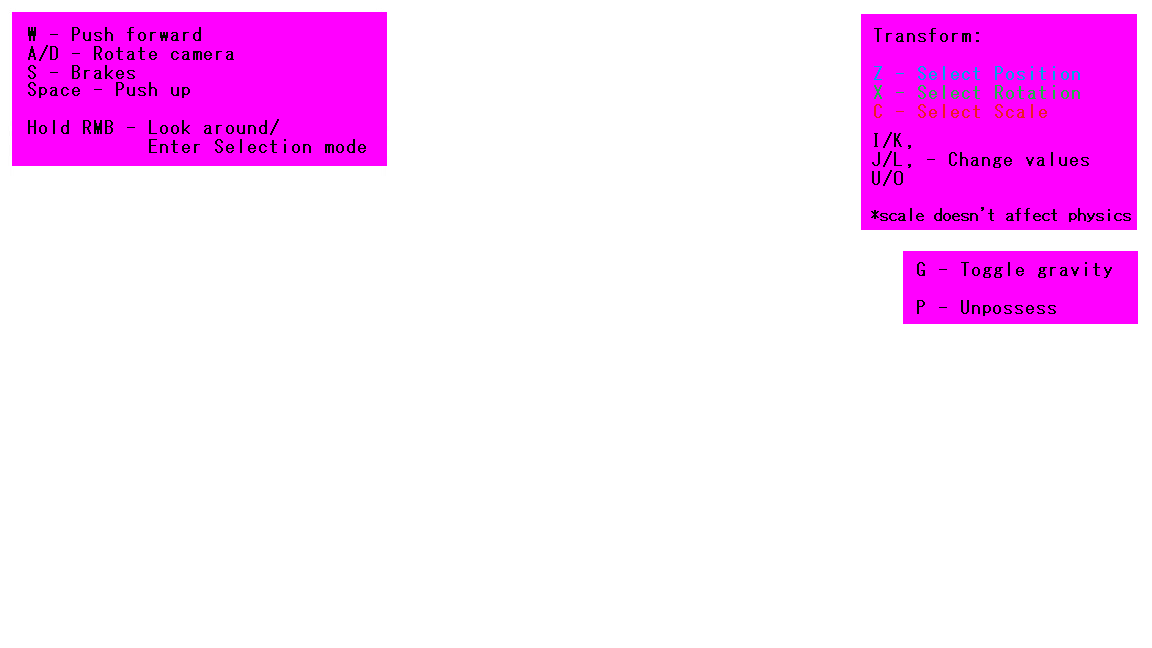 W - Push forward
A/D - Rotate camera
S - Brakes
Space - Push up
Hold RMB - Look around/
Enter Selection mode
Transform:
Z - Select Position
X - Select Rotation
C - Select Scale
I/K,
J/L, - Change values
U/O
*scale doesn't affect physics
G - Toggle gravity
P - Unpossess